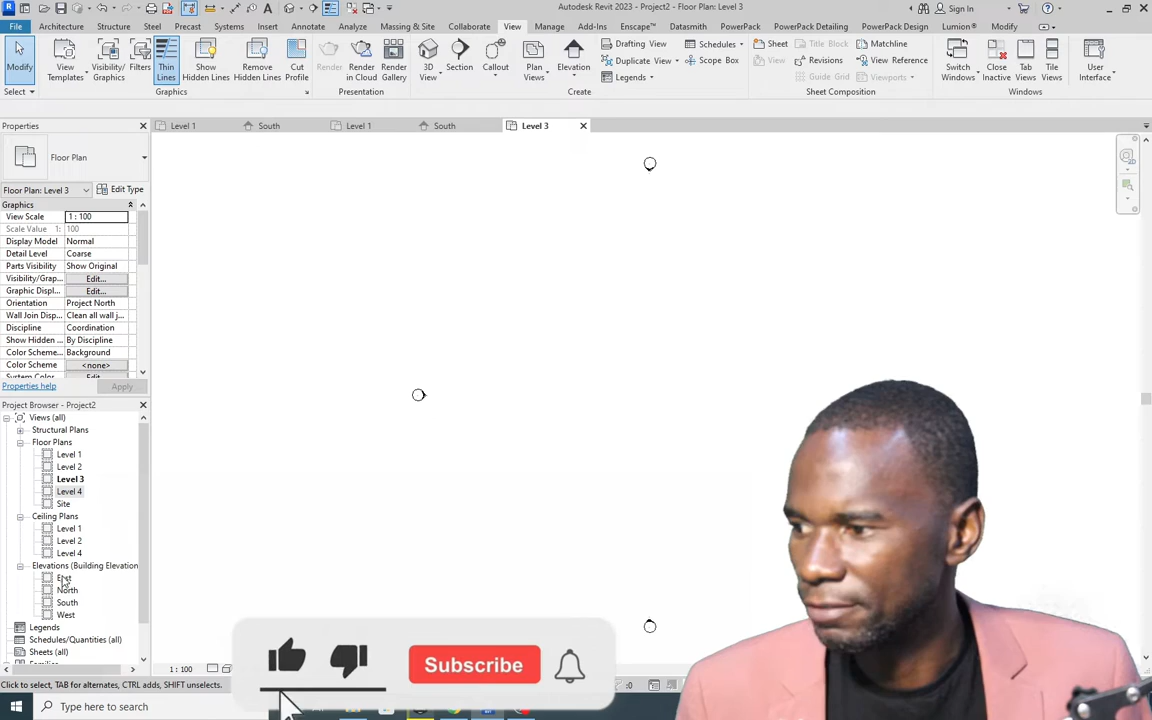 Autodesk Revit 2023 - Project2 - Floor Plan: Level 3
Sign In
File Architecture Structure Steel Precast Systems Insert Annotate Analyze Massing & Site Collaborate View Manage Add-Ins Enscape™ Datasmith PowerPack PowerPack Detailing PowerPack Design Lumion® Modify
Modify
View Templates
Visibility/ Graphics
Filters
Thin Lines
Show Hidden Lines
Remove Hidden Lines
Cut Profile
Render
Render in Cloud
Render Gallery
3D View
Section
Callout
Plan Views
Elevation
Drafting View
Duplicate View
Legends
Schedules
Scope Box
Sheet
View
Title Block
Revisions
Guide Grid
Matchline
View Reference
Viewports
Switch Windows
Close Inactive
Tab Views
Tile Views
User Interface
Select Graphics Presentation Create Sheet Composition Windows
Properties
Level 1 South Level 1 South Level 3
Floor Plan
Floor Plan: Level 3 Edit Type
Graphics
View Scale 1 : 100
Scale Value 1: 100
Display Model Normal
Detail Level Coarse
Parts Visibility Show Original
Visibility/Grap... Edit...
Graphic Displ... Edit...
Orientation Project North
Wall Join Disp... Clean all wall j...
Discipline Coordination
Show Hidden ... By Discipline
Color Scheme... Background
Color Scheme <none>
System Color Edit...
Properties help Apply
Project Browser - Project2
Views (all)
Structural Plans
Floor Plans
Level 1
Level 2
Level 3
Level 4
Site
Ceiling Plans
Level 1
Level 2
Level 4
Elevations (Building Elevation
East
North
South
West
Legends
Schedules/Quantities (all)
Sheets (all)
Families
1 : 100
Subscribe
Click to select, TAB for alternates, CTRL adds, SHIFT unselects.
:0
Type here to search
2D